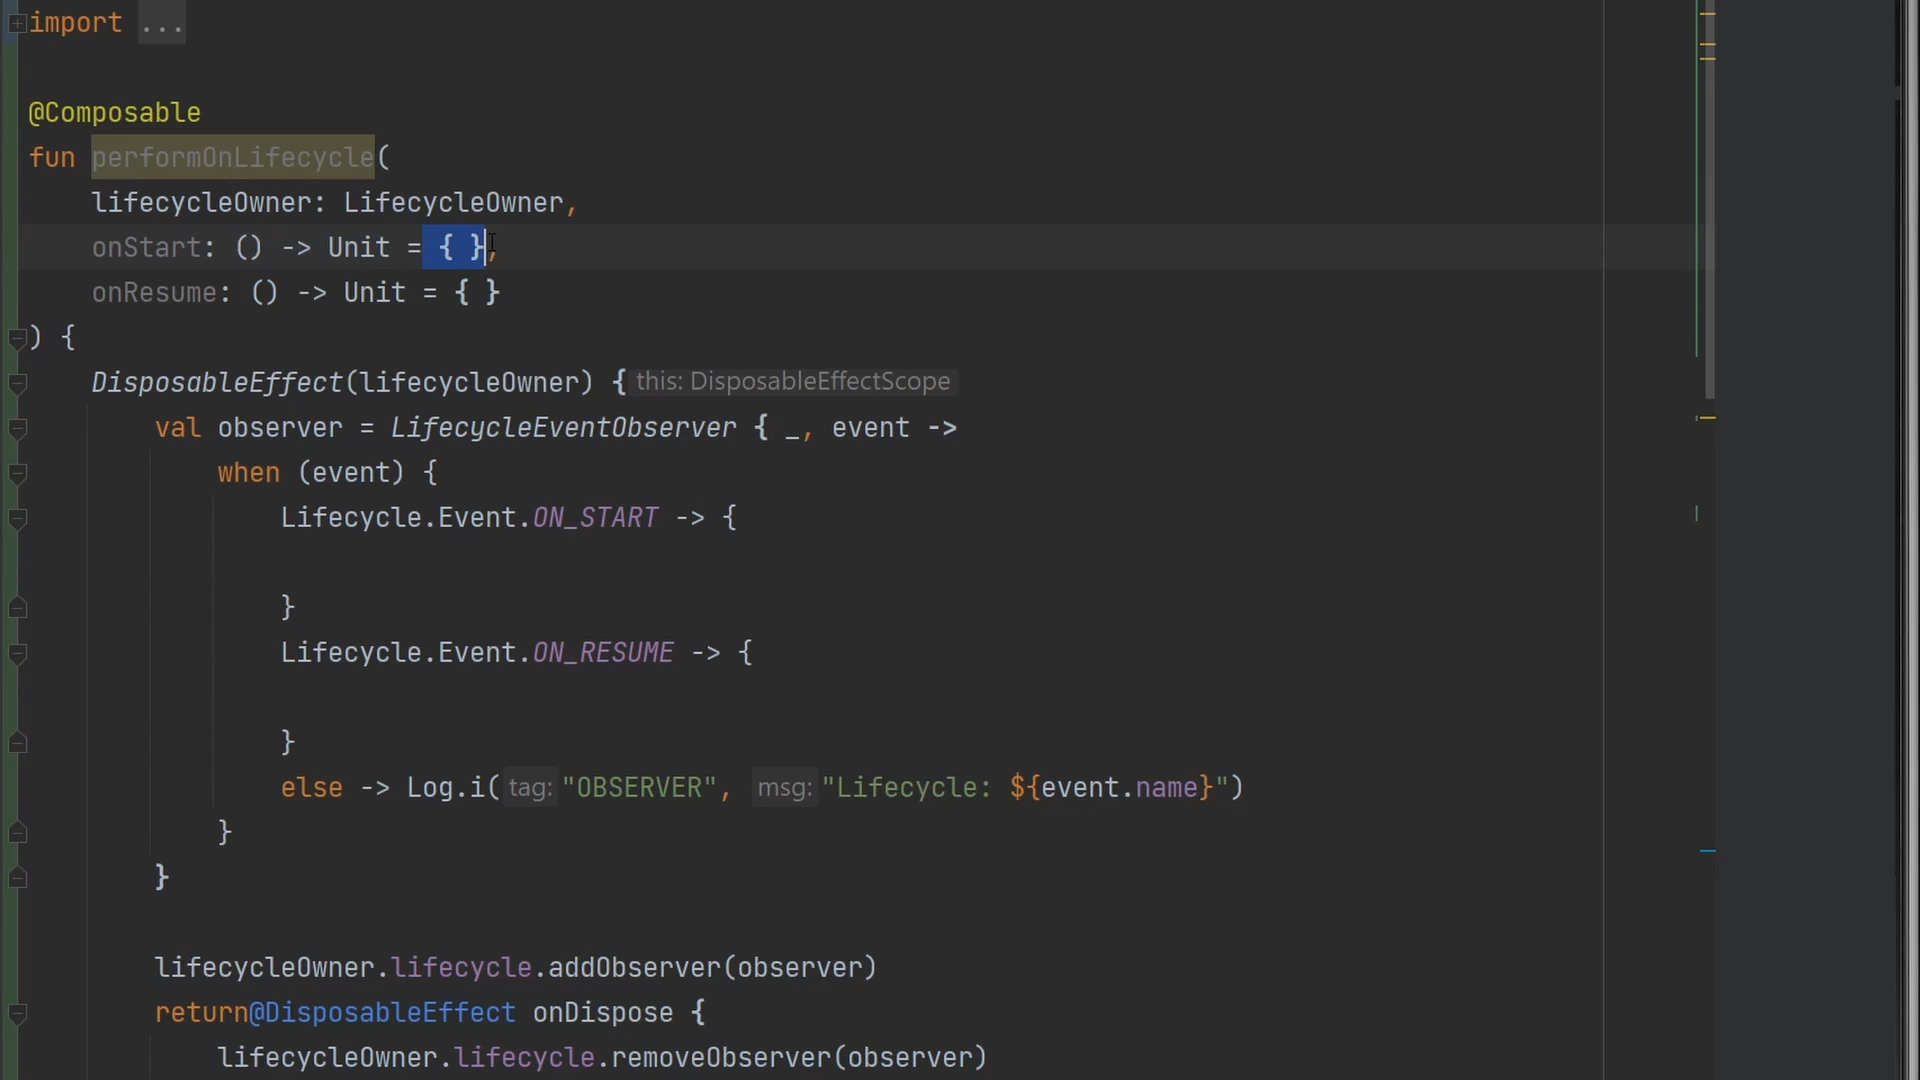 import ...
@Composable
fun performOnLifecycle(
    lifecycleOwner: LifecycleOwner,
    onStart: () -> Unit = { },
    onResume: () -> Unit = { }
) {
    DisposableEffect(lifecycleOwner) { this: DisposableEffectScope
        val observer = LifecycleEventObserver { _, event ->
            when (event) {
                Lifecycle.Event.ON_START -> {
                }
                Lifecycle.Event.ON_RESUME -> {
                }
                else -> Log.i( tag: "OBSERVER", msg: "Lifecycle: ${event.name}")
            }
        }
        lifecycleOwner.lifecycle.addObserver(observer)
        return@DisposableEffect onDispose {
            lifecycleOwner.lifecycle.removeObserver(observer)